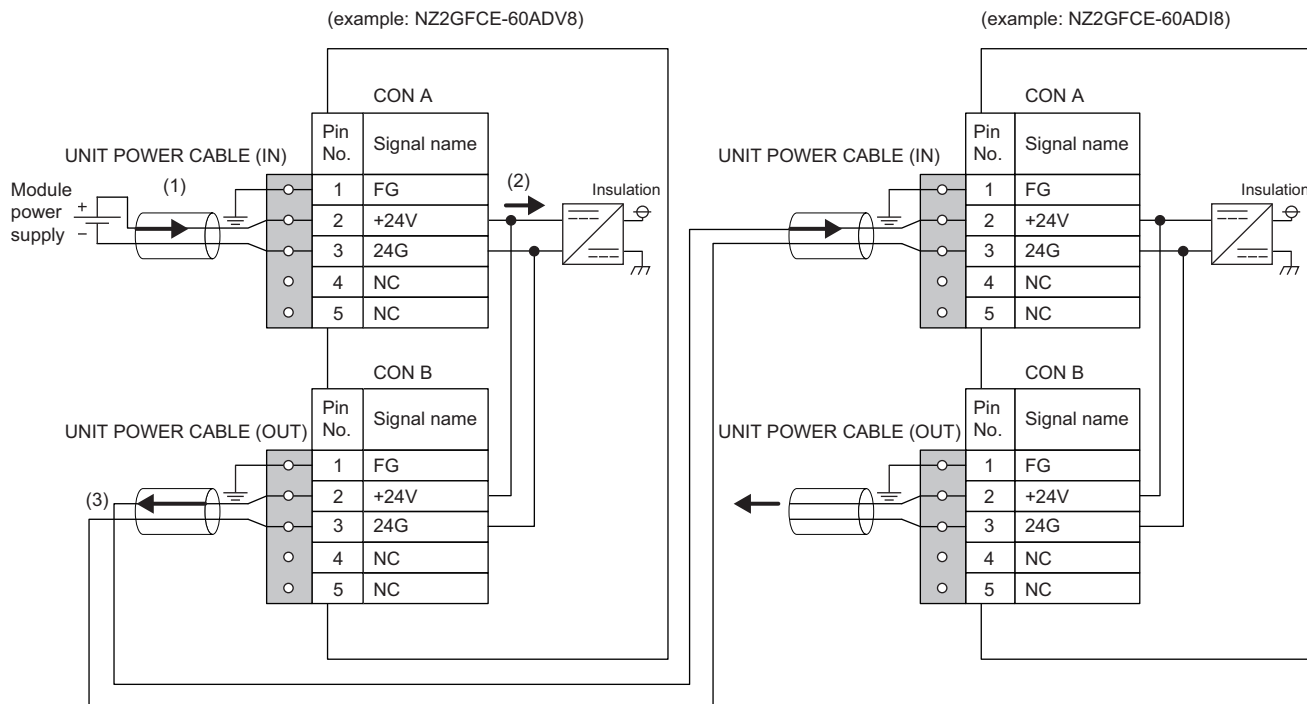 (example: NZ2GFCE-60ADV8)
CON A
Pin No. Signal name
UNIT POWER CABLE (IN)
Module power supply + −
(1)
(2)
Insulation
1 FG
2 +24V
3 24G
4 NC
5 NC
CON B
Pin No. Signal name
UNIT POWER CABLE (OUT)
(3)
1 FG
2 +24V
3 24G
4 NC
5 NC
(example: NZ2GFCE-60ADI8)
CON A
Pin No. Signal name
UNIT POWER CABLE (IN)
Insulation
1 FG
2 +24V
3 24G
4 NC
5 NC
CON B
Pin No. Signal name
UNIT POWER CABLE (OUT)
1 FG
2 +24V
3 24G
4 NC
5 NC